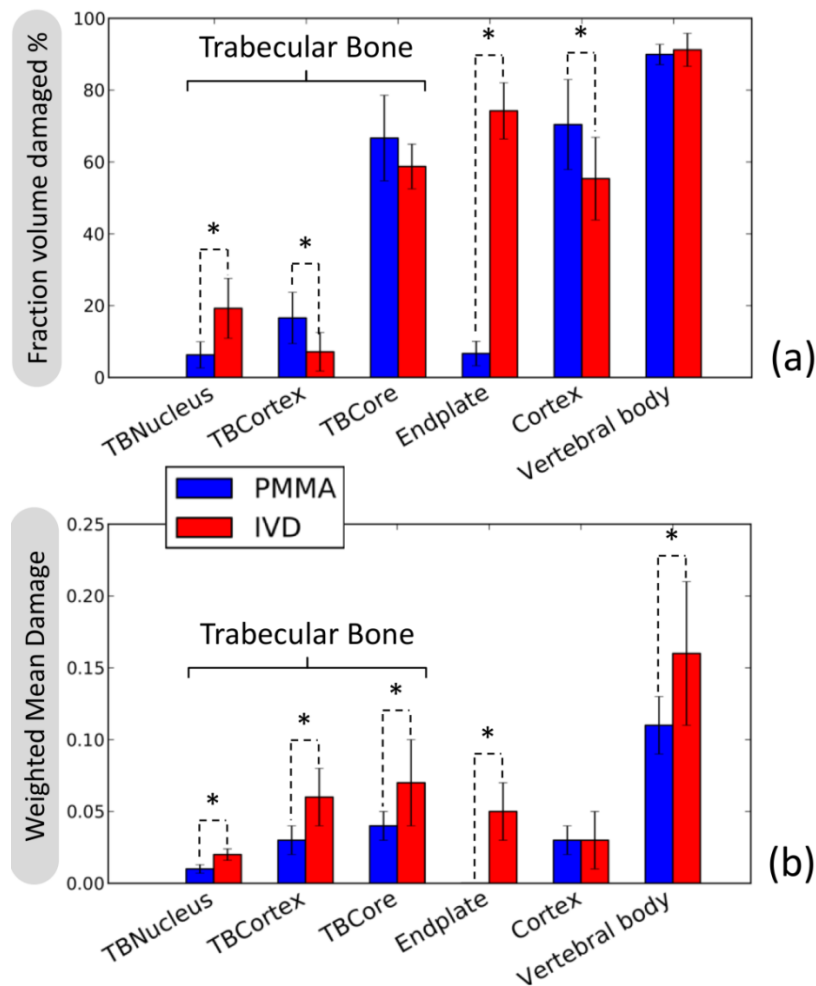 Fraction volume damaged %
100
80
60
40
20
0
Trabecular Bone
*
*
*
*
TBNucleus
TBCortex
TBCore
Endplate
Cortex
Vertebral body
(a)
PMMA
IVD
Weighted Mean Damage
0.25
0.20
0.15
0.10
0.05
0.00
Trabecular Bone
*
*
*
*
*
TBNucleus
TBCortex
TBCore
Endplate
Cortex
Vertebral body
(b)